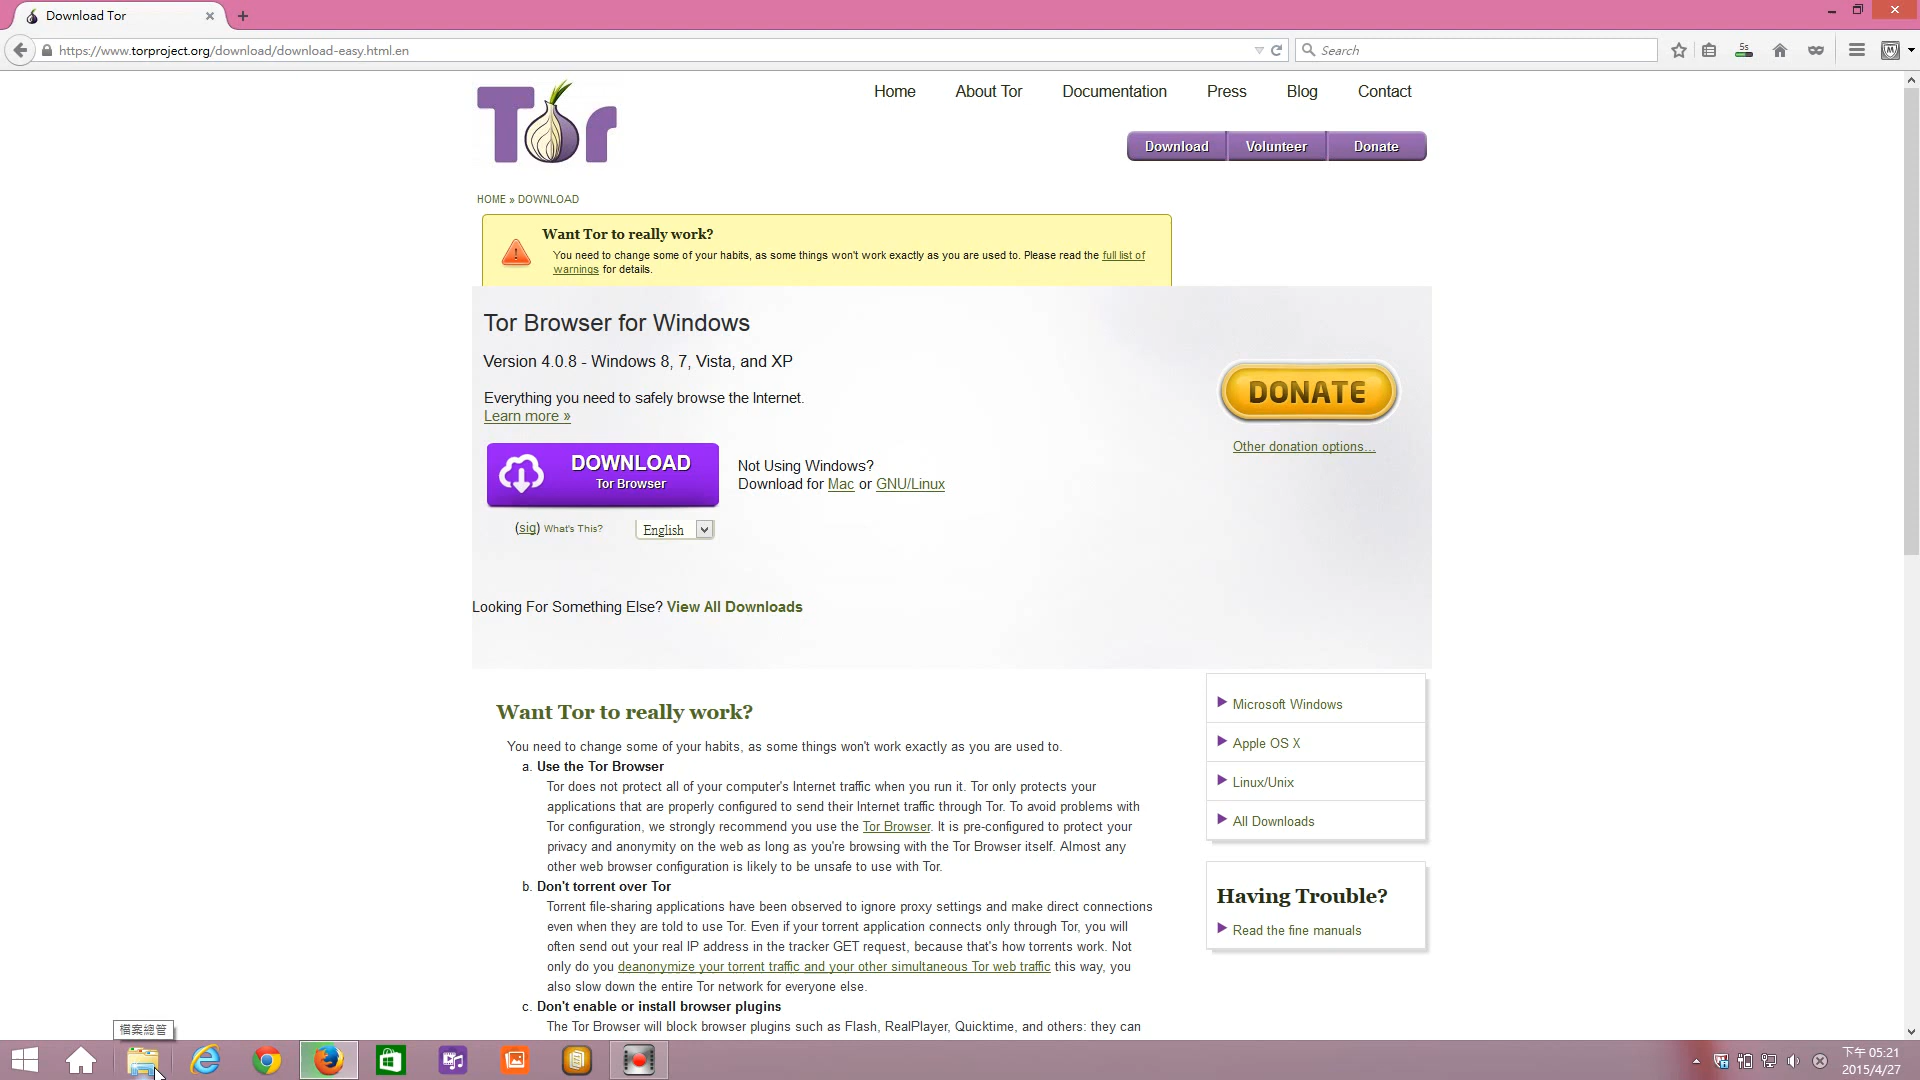 Download Tor
https://www.torproject.org/download/download-easy.html.en
Search
5s
Tor
Home
About Tor
Documentation
Press
Blog
Contact
Download
Volunteer
Donate
HOME » DOWNLOAD
Want Tor to really work?
You need to change some of your habits, as some things won't work exactly as you are used to. Please read the full list of
warnings for details.
Tor Browser for Windows
Version 4.0.8 - Windows 8, 7, Vista, and XP
Everything you need to safely browse the Internet.
Learn more »
DONATE
Other donation options...
DOWNLOAD
Tor Browser
Not Using Windows?
Download for Mac or GNU/Linux
(sig) What's This?
English
Looking For Something Else? View All Downloads
Want Tor to really work?
You need to change some of your habits, as some things won't work exactly as you are used to.
a. Use the Tor Browser
Tor does not protect all of your computer's Internet traffic when you run it. Tor only protects your
applications that are properly configured to send their Internet traffic through Tor. To avoid problems with
Tor configuration, we strongly recommend you use the Tor Browser. It is pre-configured to protect your
privacy and anonymity on the web as long as you're browsing with the Tor Browser itself. Almost any
other web browser configuration is likely to be unsafe to use with Tor.
b. Don't torrent over Tor
Torrent file-sharing applications have been observed to ignore proxy settings and make direct connections
even when they are told to use Tor. Even if your torrent application connects only through Tor, you will
often send out your real IP address in the tracker GET request, because that's how torrents work. Not
only do you deanonymize your torrent traffic and your other simultaneous Tor web traffic this way, you
also slow down the entire Tor network for everyone else.
c. Don't enable or install browser plugins
The Tor Browser will block browser plugins such as Flash, RealPlayer, Quicktime, and others: they can
Microsoft Windows
Apple OS X
Linux/Unix
All Downloads
Having Trouble?
Read the fine manuals
檔案總管
下午 05:21
2015/4/27